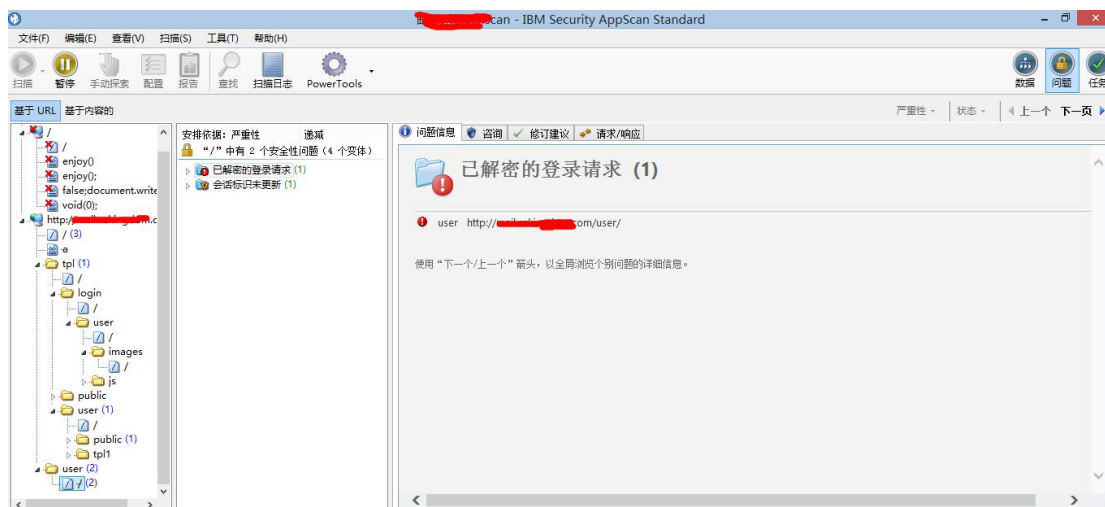 can - IBM Security AppScan Standard
文件(F) 编辑(E) 查看(V) 扫描(S) 工具(T) 帮助(H)
扫描 暂停 手动探索 配置 报告 查找 扫描日志 PowerTools 数据 问题 任务
基于 URL 基于内容的 严重性 状态 上一个 下一页
/
/
enjoy()
enjoy();
false;document.write
void(0);
http:/
/ (3)
a
tpl (1)
/
login
/
user
/
images
/
js
public
user (1)
/
public (1)
tpl1
user (2)
/ (2)
安排依据: 严重性 递减
“/”中有 2 个安全性问题 (4 个变体)
已解密的登录请求 (1)
会话标识未更新 (1)
问题信息 咨询 修订建议 请求/响应
已解密的登录请求 (1)
user http:// com/user/
使用“下一个/上一个”箭头，以全局浏览个别问题的详细信息。